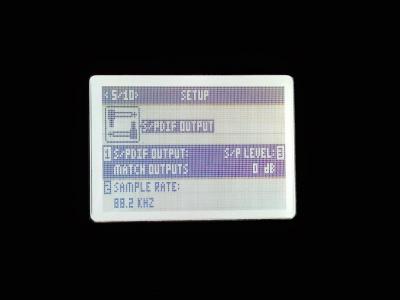 <5/10> SETUP
S/PDIF OUTPUT
1 S/PDIF OUTPUT: S/P LEVEL: 3
MATCH OUTPUTS 0 dB
2 SAMPLE RATE:
88.2 KHZ